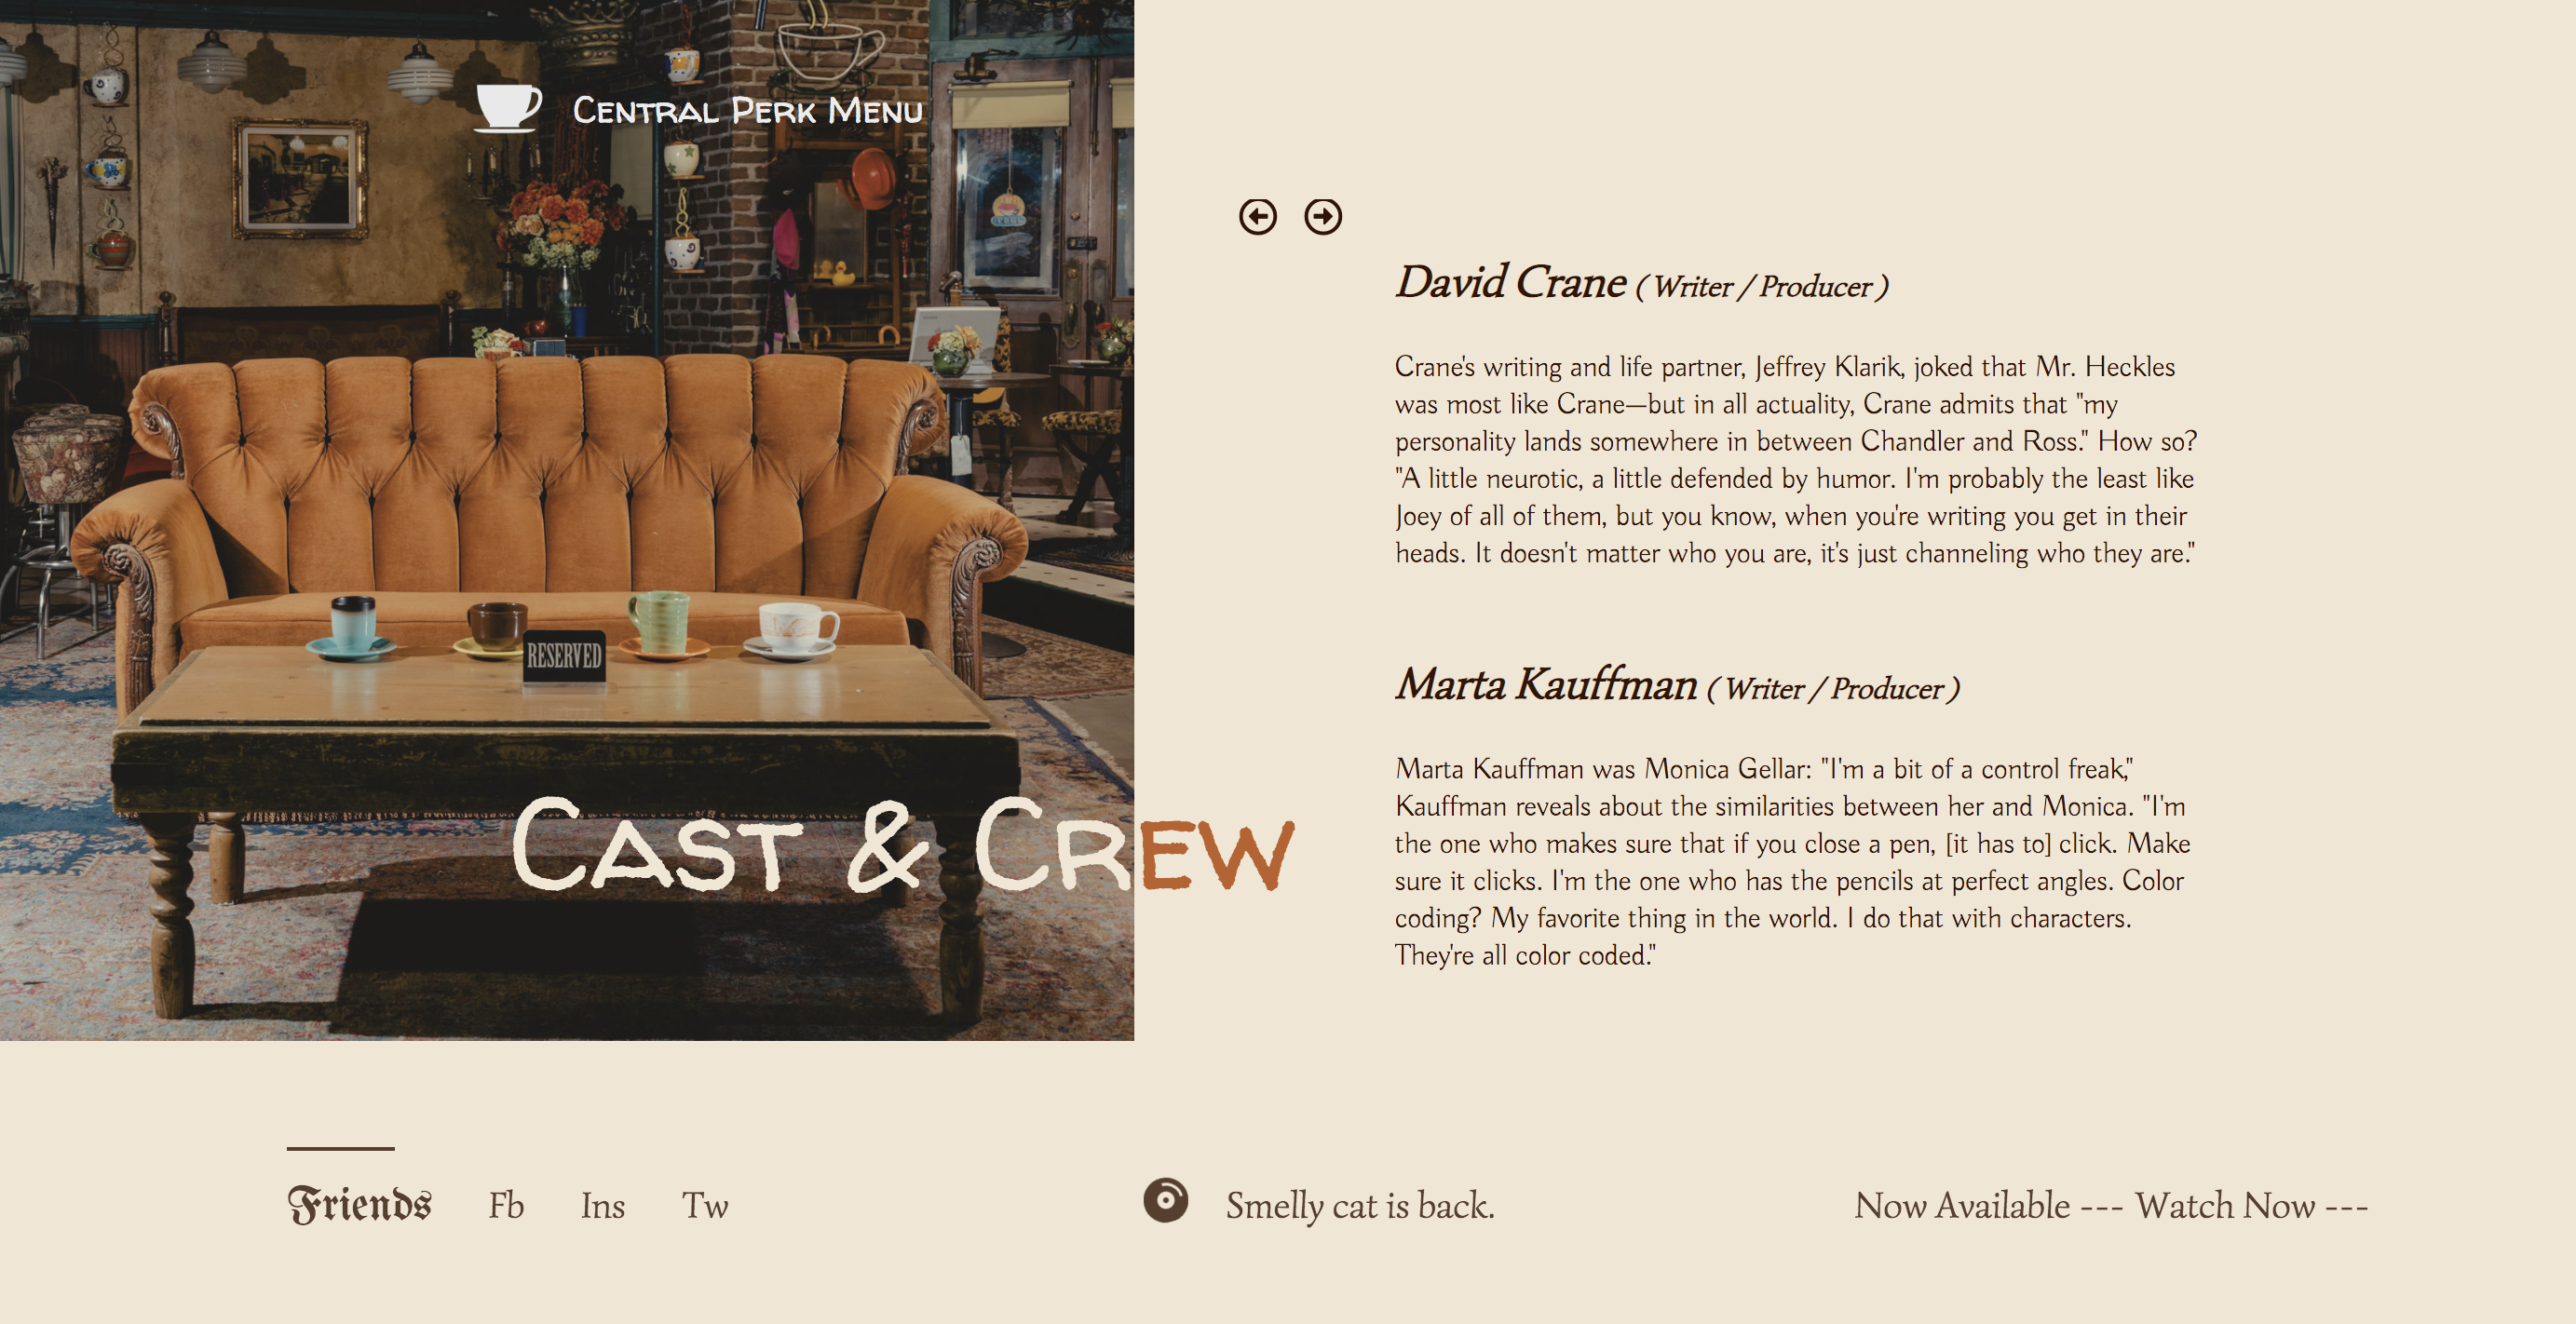 Central Perk Menu
RESERVED
Cast & Crew
David Crane ( Writer / Producer )
Crane's writing and life partner, Jeffrey Klarik, joked that Mr. Heckles
was most like Crane—but in all actuality, Crane admits that "my
personality lands somewhere in between Chandler and Ross." How so?
"A little neurotic, a little defended by humor. I'm probably the least like
Joey of all of them, but you know, when you're writing you get in their
heads. It doesn't matter who you are, it's just channeling who they are."
Marta Kauffman ( Writer / Producer )
Marta Kauffman was Monica Gellar: "I'm a bit of a control freak,"
Kauffman reveals about the similarities between her and Monica. "I'm
the one who makes sure that if you close a pen, [it has to] click. Make
sure it clicks. I'm the one who has the pencils at perfect angles. Color
coding? My favorite thing in the world. I do that with characters.
They're all color coded."
Friends Fb Ins Tw
Smelly cat is back.
Now Available --- Watch Now ---